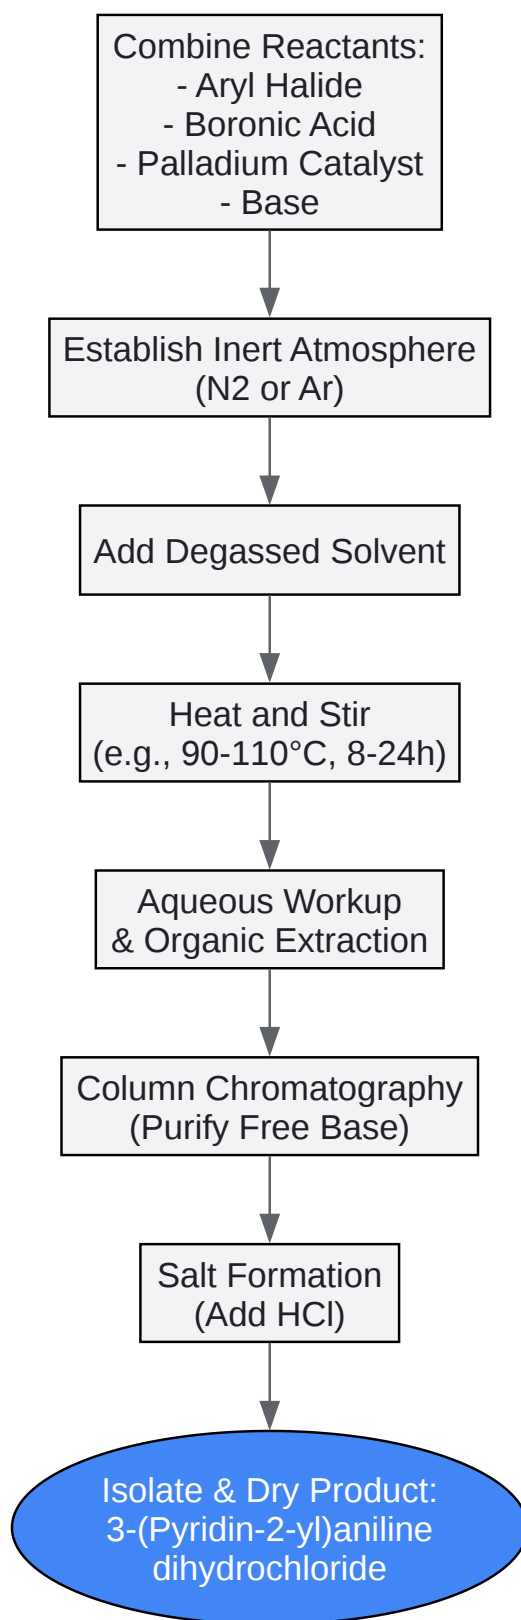 Combine Reactants:
- Aryl Halide
- Boronic Acid
- Palladium Catalyst
- Base
Establish Inert Atmosphere
(N2 or Ar)
Add Degassed Solvent
Heat and Stir
(e.g., 90-110°C, 8-24h)
Aqueous Workup
& Organic Extraction
Column Chromatography
(Purify Free Base)
Salt Formation
(Add HCl)
Isolate & Dry Product:
3-(Pyridin-2-yl)aniline
dihydrochloride